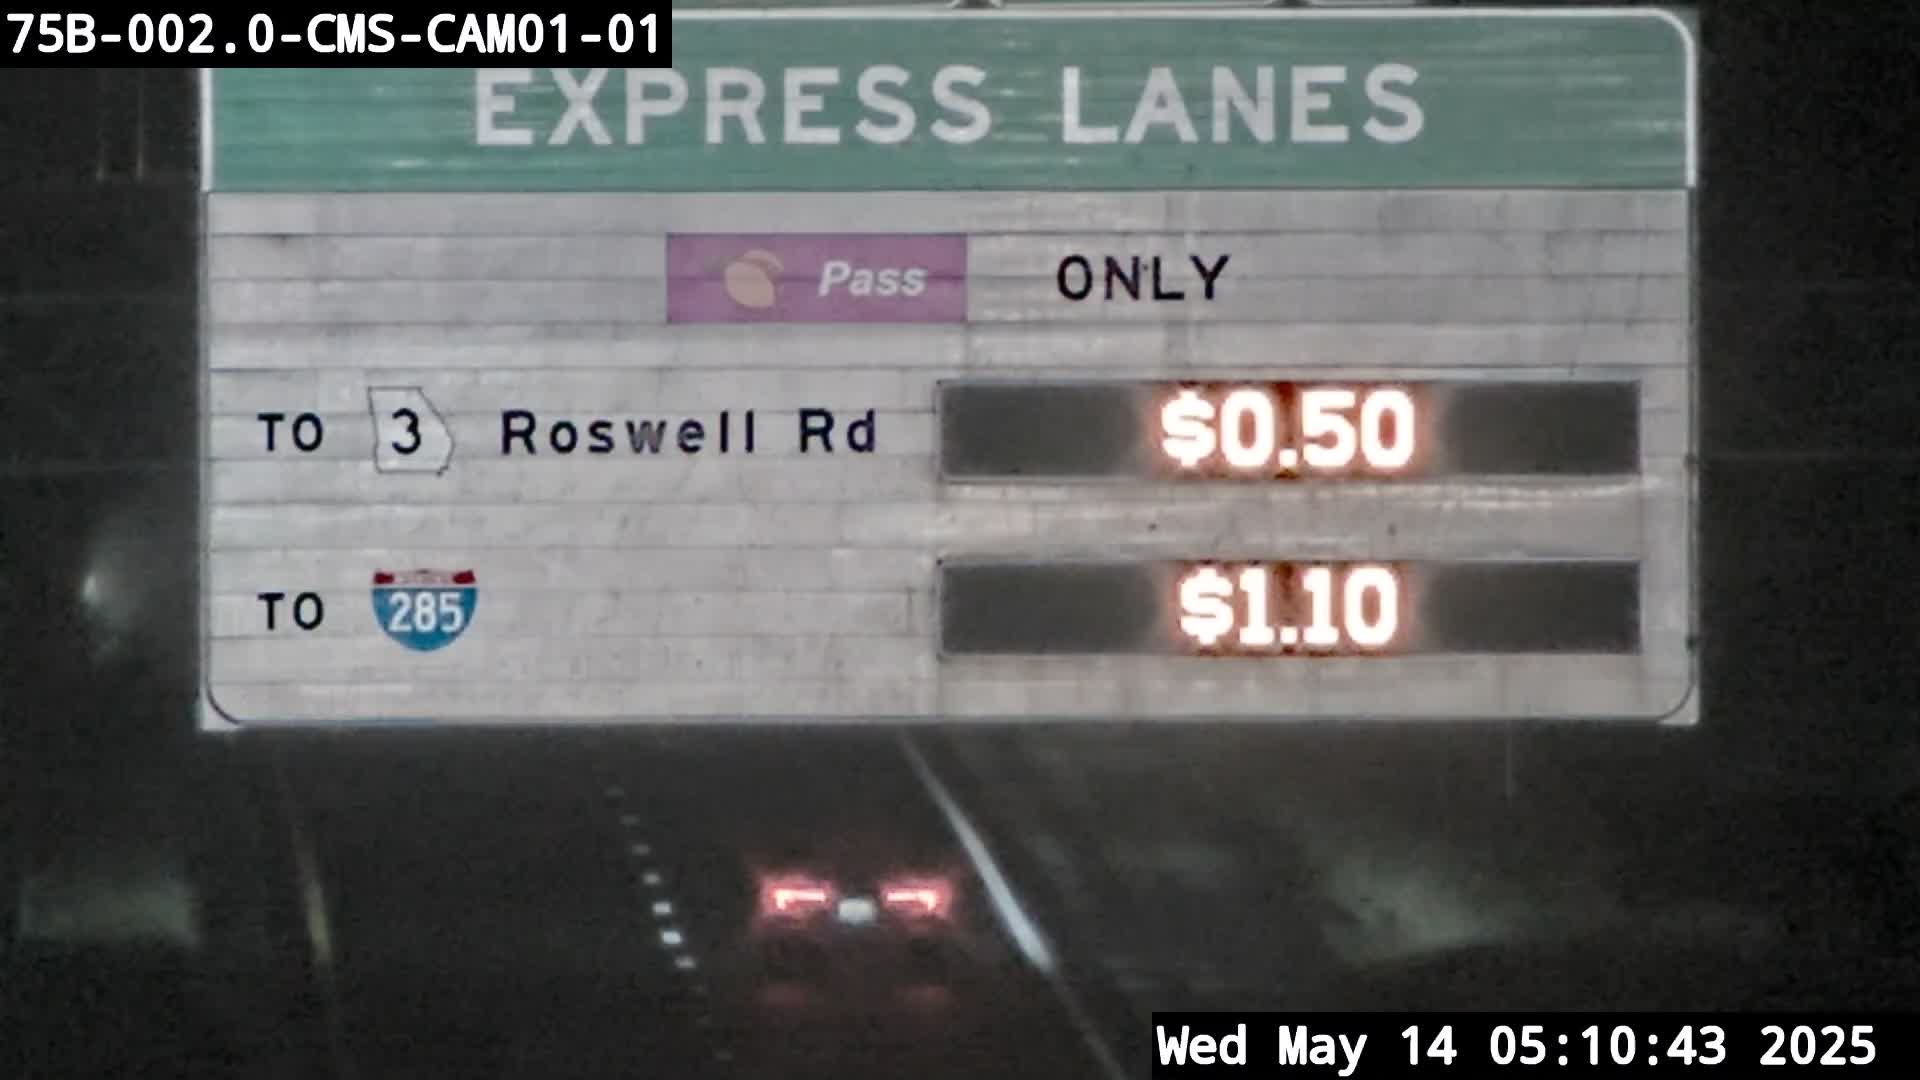 75B-002.0-CMS-CAM01-01
EXPRESS LANES
Pass ONLY
TO 3 Roswell Rd $0.50
TO 285 $1.10
Wed May 14 05:10:43 2025